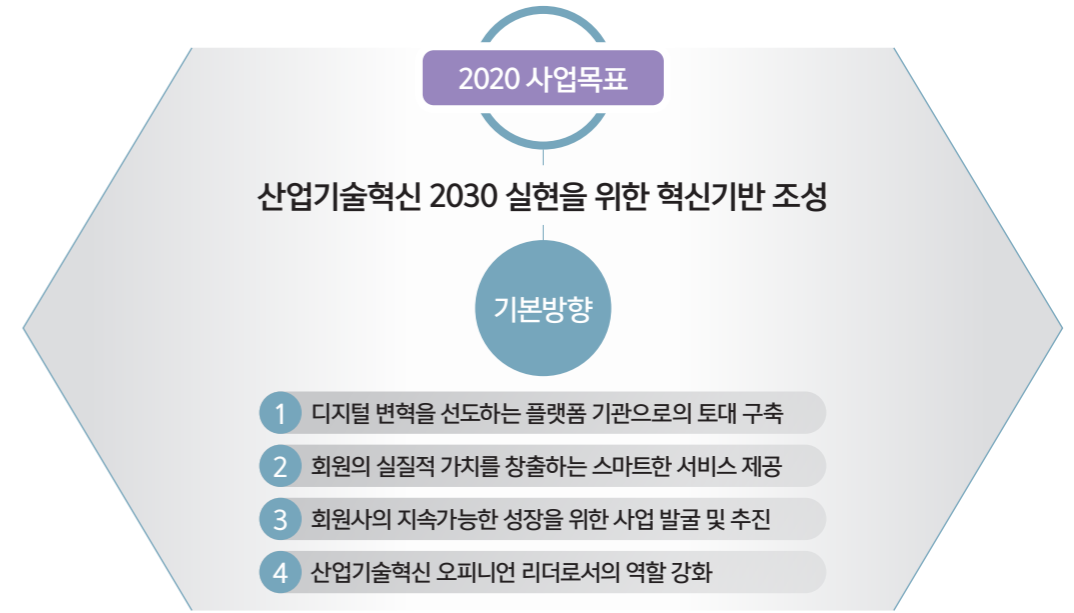 2020 사업목표
산업기술혁신 2030 실현을 위한 혁신기반 조성
기본방향
1 디지털 변혁을 선도하는 플랫폼 기관으로의 토대 구축
2 회원의 실질적 가치를 창출하는 스마트한 서비스 제공
3 회원사의 지속가능한 성장을 위한 사업 발굴 및 추진
4 산업기술혁신 오피니언 리더로서의 역할 강화